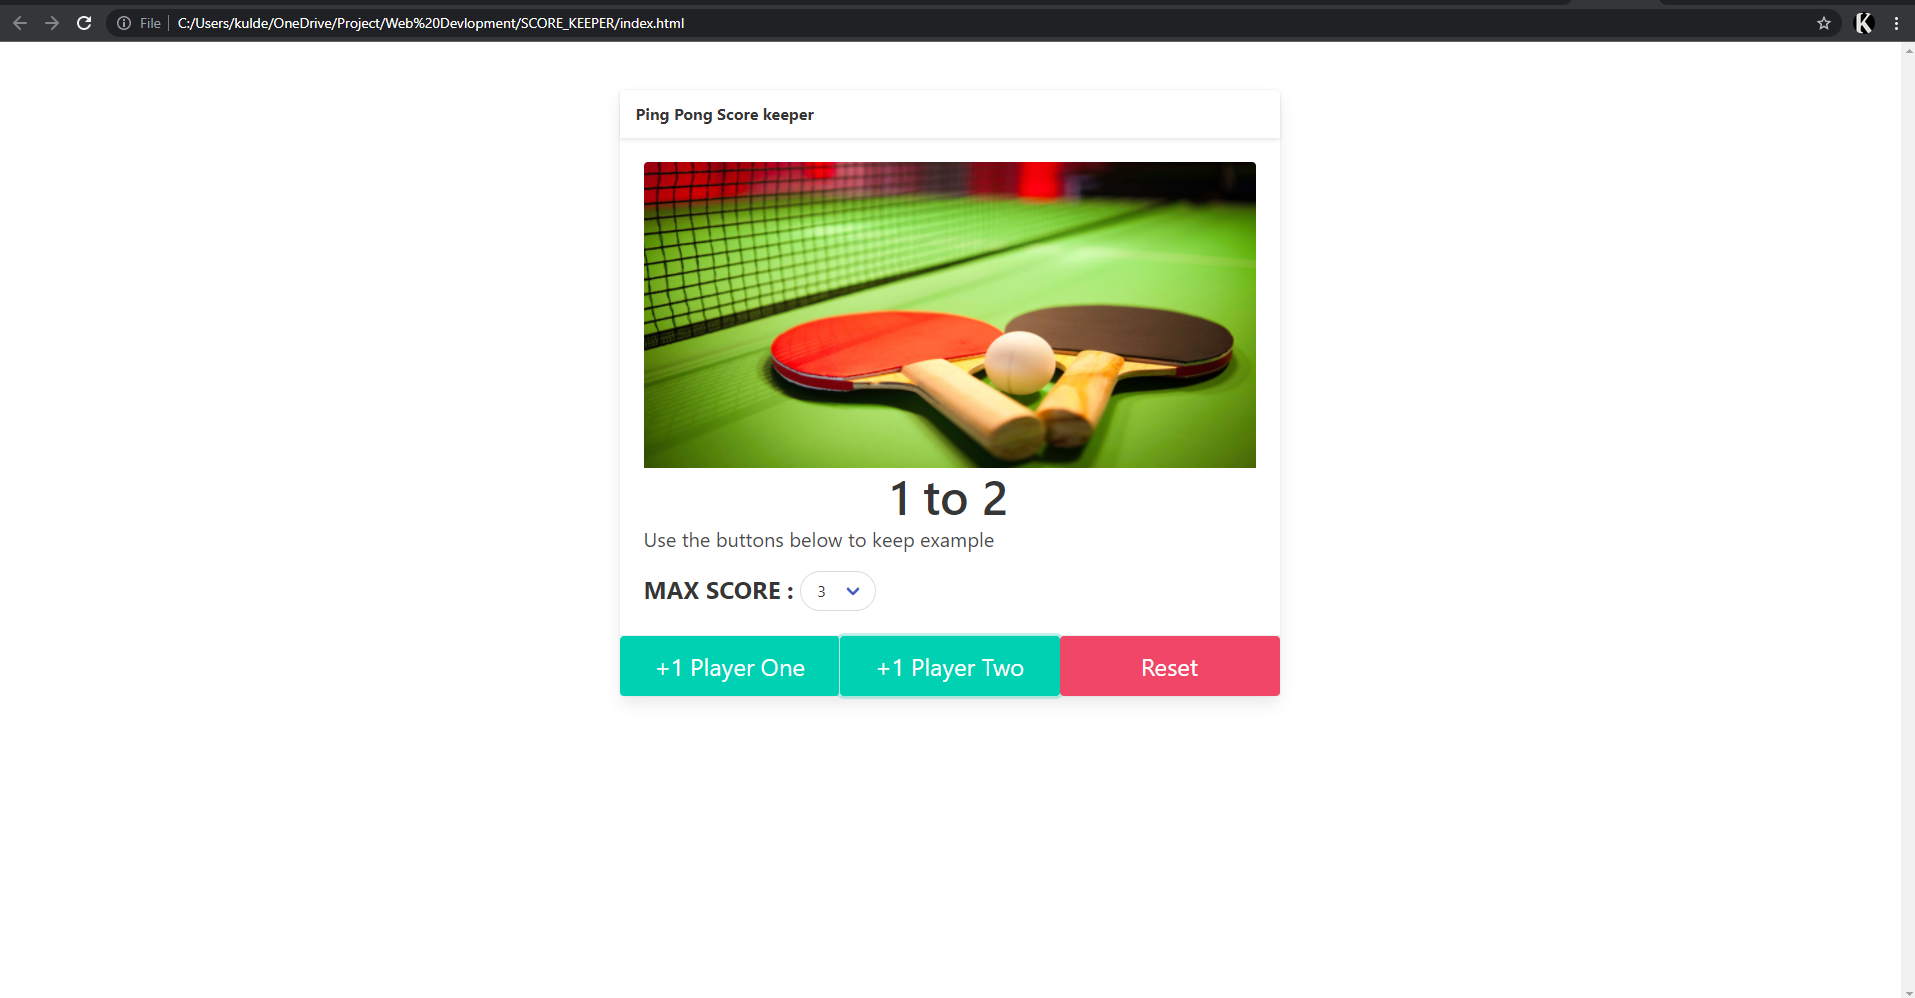 File C:/Users/kulde/OneDrive/Project/Web%20Devlopment/SCORE_KEEPER/index.html
K
Ping Pong Score keeper
1 to 2
Use the buttons below to keep example
MAX SCORE : 3
+1 Player One +1 Player Two Reset